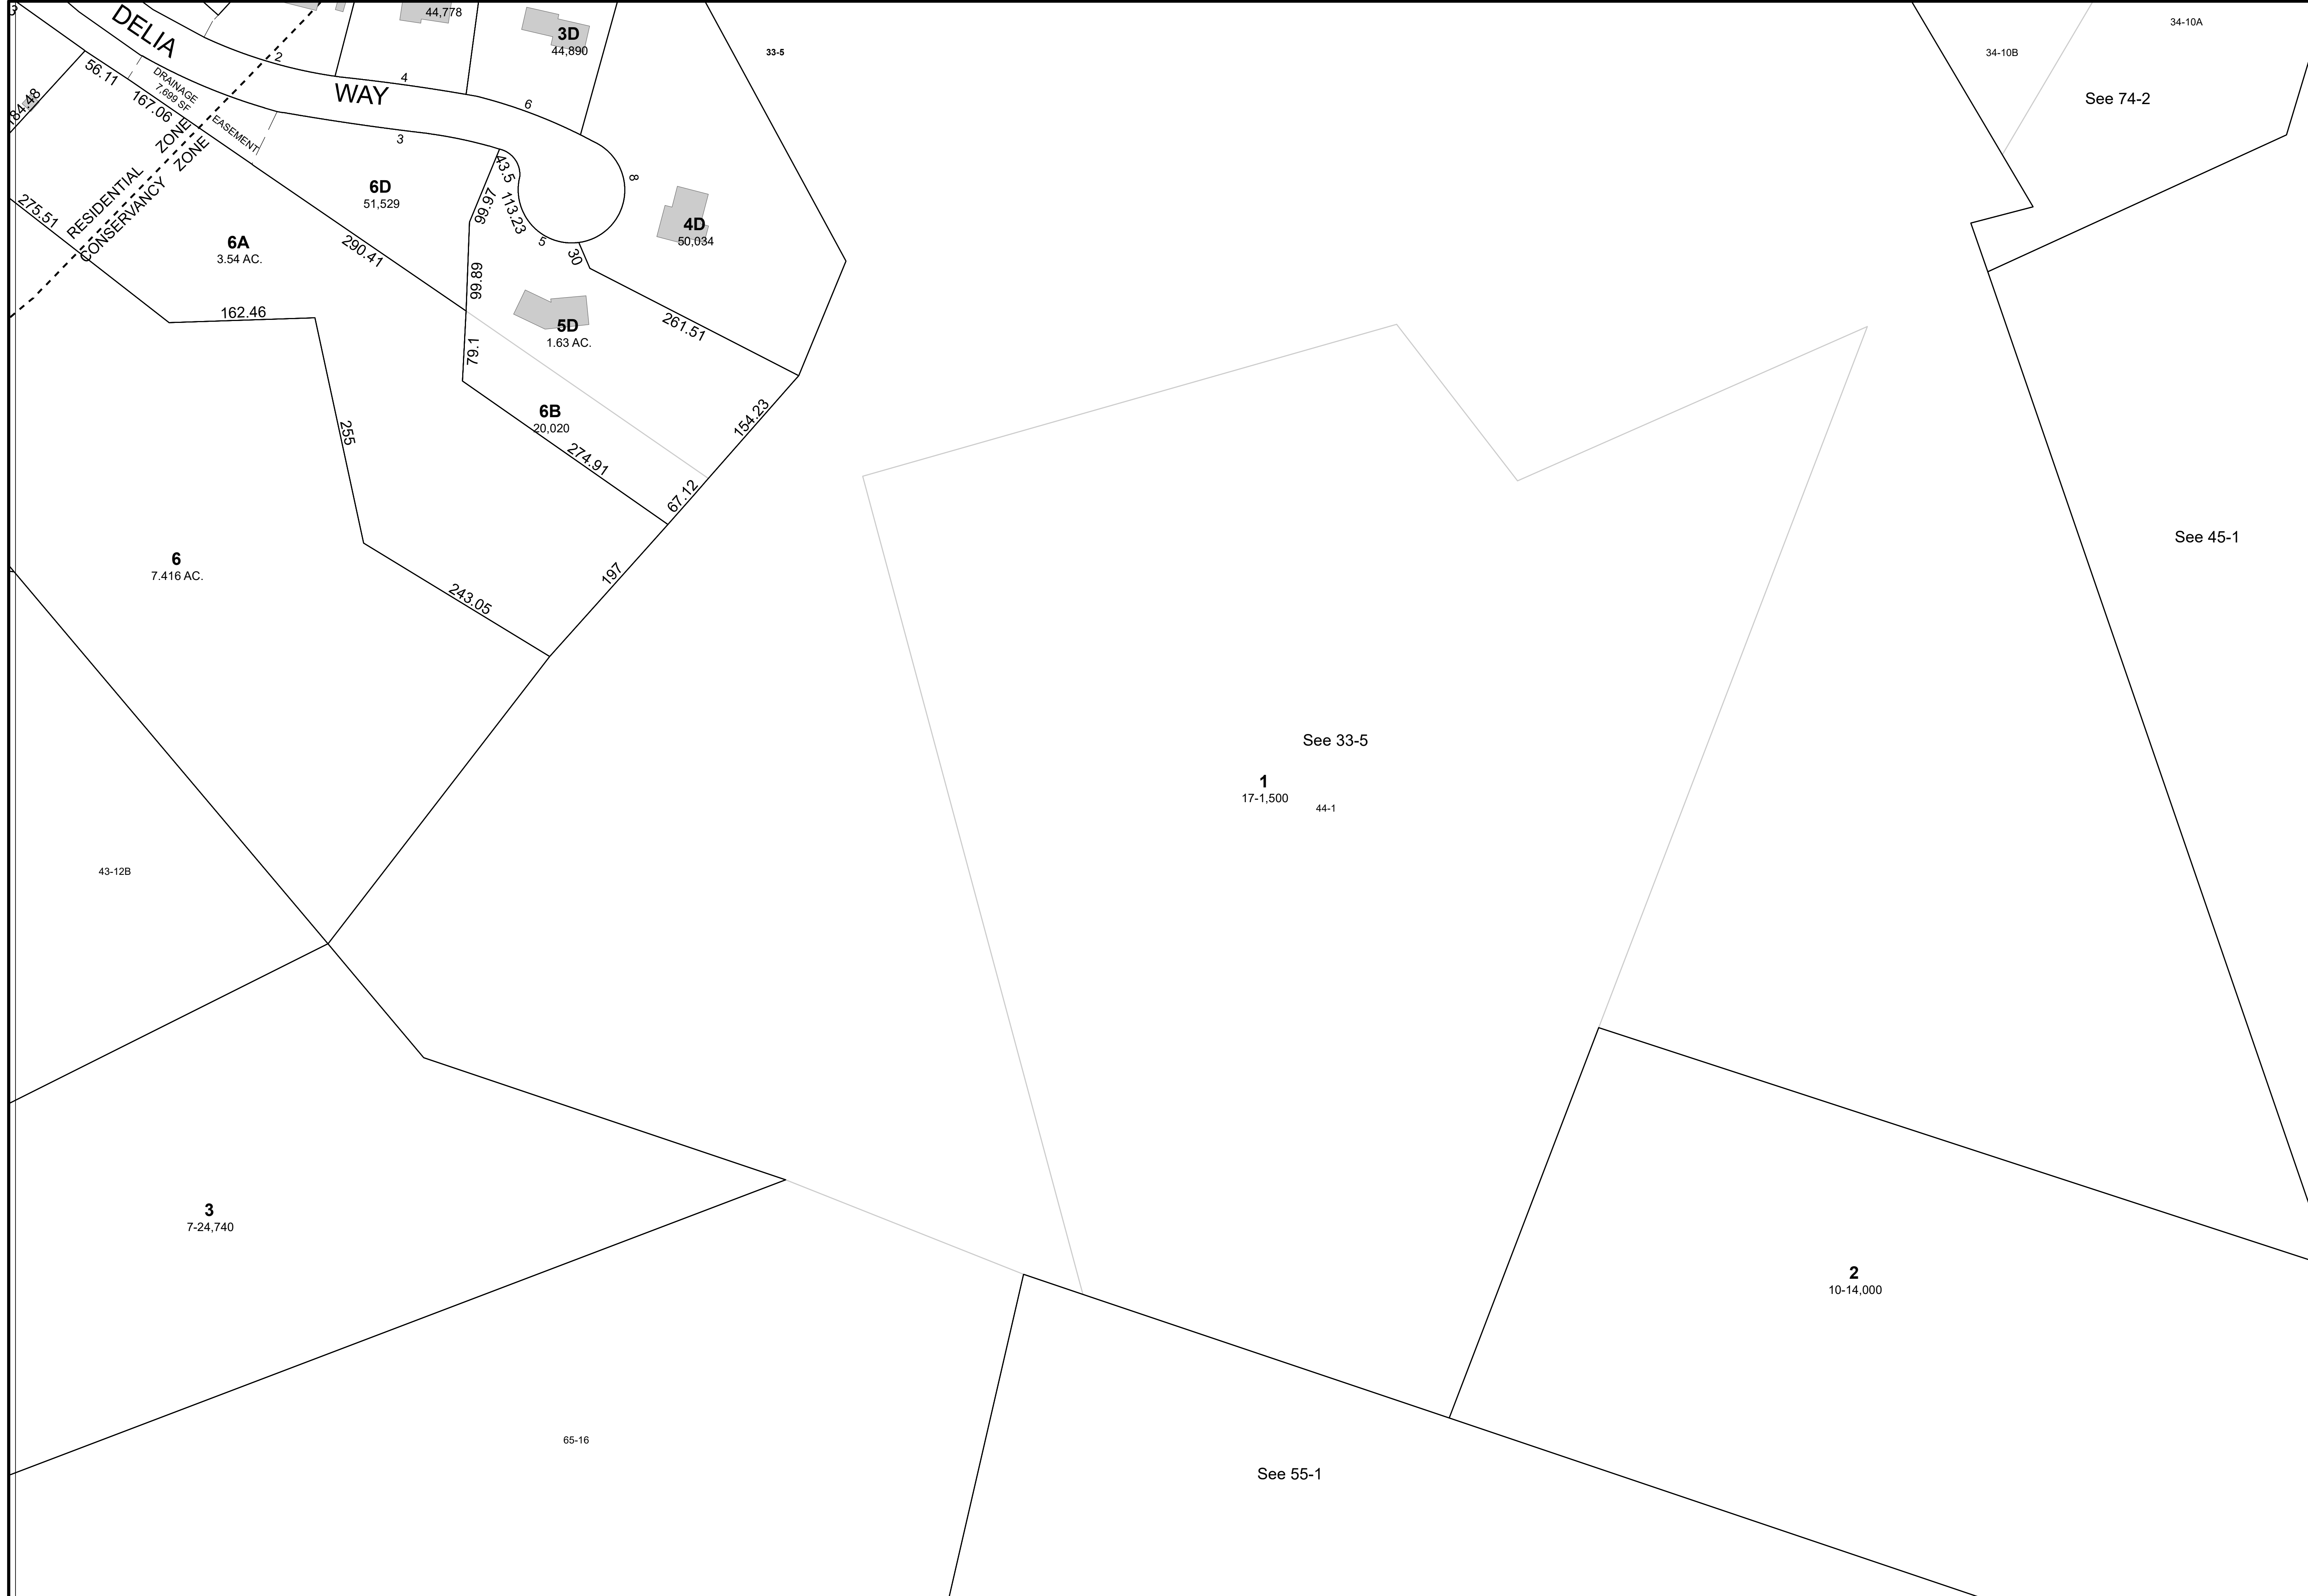 3
DELIA
WAY
44,778
3D
44,890
33-5
34-10A
34-10B
See 74-2
2
4
6
3
8
5
56.11
DRAINAGE
7,699 SF
EASEMENT
167.06
184.48
RESIDENTIAL ZONE
CONSERVANCY ZONE
275.51
6A
3.54 AC.
6D
51,529
290.41
43.5
99.97
113.23
30
4D
50,034
99.89
162.46
5D
1.63 AC.
261.51
79.1
6B
20,020
154.23
255
274.91
67.12
See 45-1
6
7.416 AC.
197
243.05
See 33-5
1
17-1,500
44-1
43-12B
3
7-24,740
2
10-14,000
65-16
See 55-1